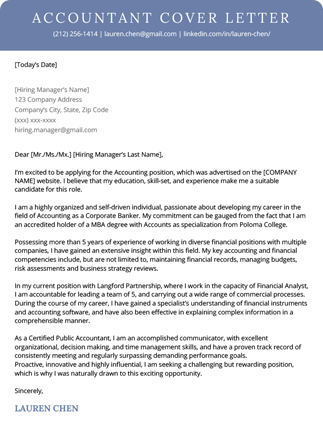 ACCOUNTANT COVER LETTER
(212) 256-1414 | lauren.chen@gmail.com | linkedin.com/in/lauren-chen/
[Today's Date]
[Hiring Manager's Name]
123 Company Address
Company's City, State, Zip Code
(xxx) xxx-xxxx
hiring.manager@gmail.com
Dear [Mr./Ms./Mx.] [Hiring Manager's Last Name],
I'm excited to be applying for the Accounting position, which was advertised on the [COMPANY
NAME] website. I believe that my education, skill-set, and experience make me a suitable
candidate for this role.
I am a highly organized and self-driven individual, passionate about developing my career in the
field of Accounting as a Corporate Banker. My commitment can be gauged from the fact that I am
an accredited holder of a MBA degree with Accounts as specialization from Poloma College.
Possessing more than 5 years of experience of working in diverse financial positions with multiple
companies, I have gained an extensive insight within this field. My key accounting and financial
competencies include, but are not limited to, maintaining financial records, managing budgets,
risk assessments and business strategy reviews.
In my current position with Langford Partnership, where I work in the capacity of Financial Analyst,
I am accountable for leading a team of 5, and carrying out a wide range of commercial processes.
During the course of my career, I have gained a specialist's understanding of financial instruments
and accounting software, and have also been effective in explaining complex information in a
comprehensible manner.
As a Certified Public Accountant, I am an accomplished communicator, with excellent
organizational, decision making, and time management skills, and have a proven track record of
consistently meeting and regularly surpassing demanding performance goals.
Proactive, innovative and highly influential, I am seeking a challenging but rewarding position,
which is why I was naturally drawn to this exciting opportunity.
Sincerely,
LAUREN CHEN